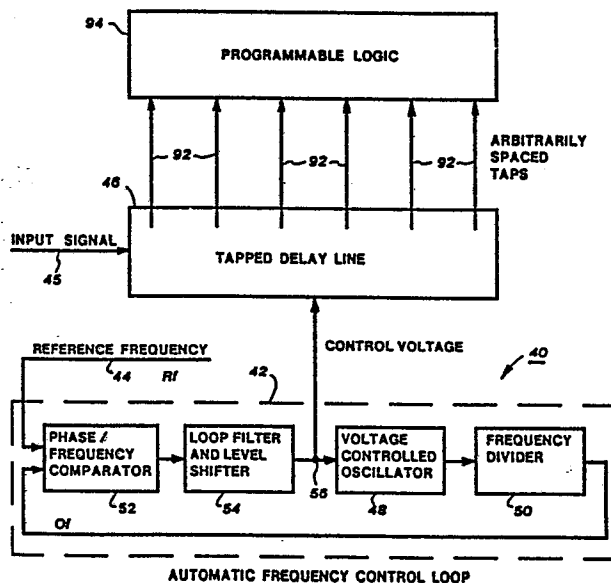 94
PROGRAMMABLE LOGIC
92
92
92
ARBITRARILY
SPACED
TAPS
46
INPUT SIGNAL
45
TAPPED DELAY LINE
REFERENCE FREQUENCY
44 Rf
CONTROL VOLTAGE
40
42
PHASE /
FREQUENCY
COMPARATOR
52
LOOP FILTER
AND LEVEL
SHIFTER
54
56
VOLTAGE
CONTROLLED
OSCILLATOR
48
FREQUENCY
DIVIDER
50
Of
AUTOMATIC FREQUENCY CONTROL LOOP